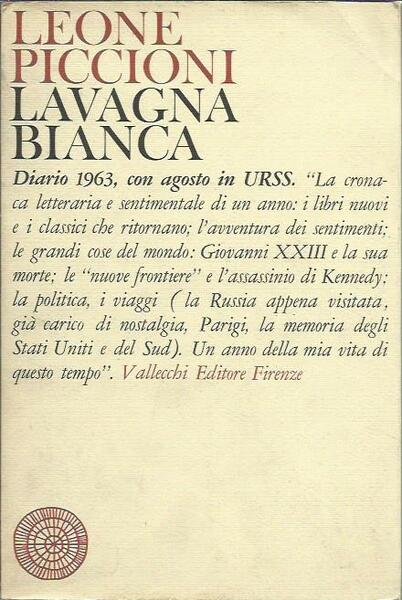 LEONE
PICCIONI
LAVAGNA
BIANCA
Diario 1963, con agosto in URSS. “La crona-
ca letteraria e sentimentale di un anno: i libri nuovi
e i classici che ritornano; l’avventura dei sentimenti;
le grandi cose del mondo: Giovanni XXIII e la sua
morte; le “nuove frontiere” e l’assassinio di Kennedy:
la politica, i viaggi (la Russia appena visitata,
già carico di nostalgia, Parigi, la memoria degli
Stati Uniti e del Sud). Un anno della mia vita di
questo tempo”. Vallecchi Editore Firenze